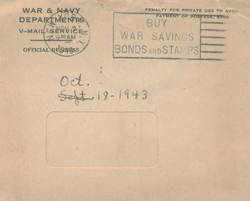 WAR & NAVY
DEPARTMENTS
V-MAIL SERVICE
OFFICIAL BUSINESS
PENALTY FOR PRIVATE USE TO AVOID
PAYMENT OF POSTAGE, $300
BUY
WAR SAVINGS
BONDS AND STAMPS
Oct.
Sept 19-1943